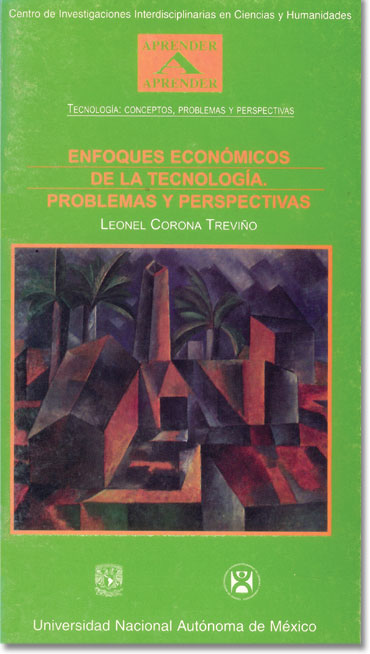 Centro de Investigaciones Interdisciplinarias en Ciencias y Humanidades
APRENDER
A
APRENDER
TECNOLOGÍA: CONCEPTOS, PROBLEMAS Y PERSPECTIVAS
ENFOQUES ECONÓMICOS
DE LA TECNOLOGÍA.
PROBLEMAS Y PERSPECTIVAS
LEONEL CORONA TREVIÑO
Universidad Nacional Autónoma de México